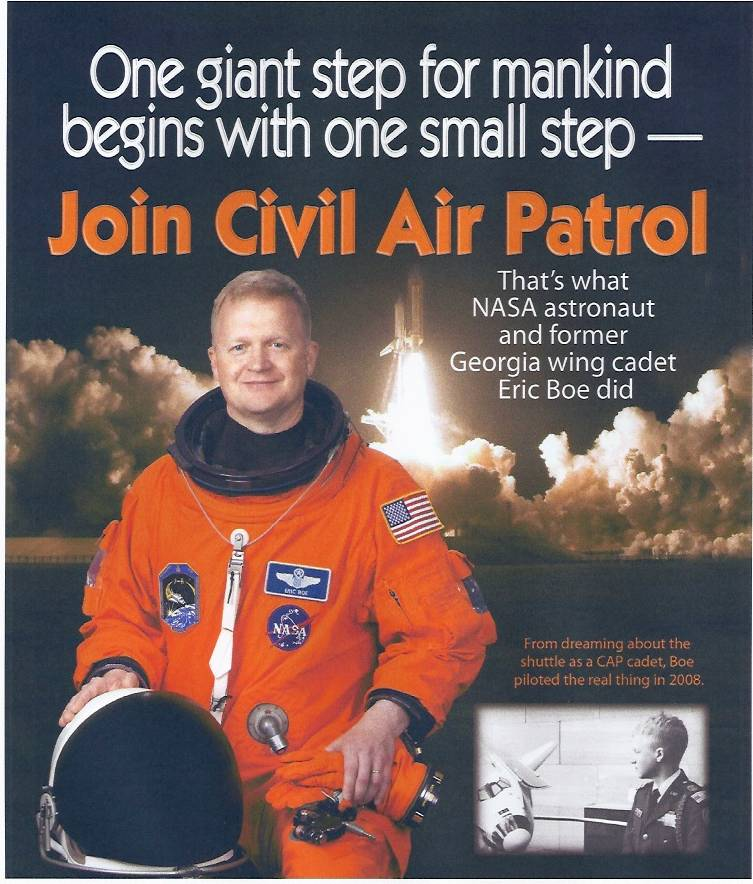 One giant step for mankind
begins with one small step —
Join Civil Air Patrol
That's what
NASA astronaut
and former
Georgia wing cadet
Eric Boe did
ERIC BOE
NASA
From dreaming about the
shuttle as a CAP cadet, Boe
piloted the real thing in 2008.